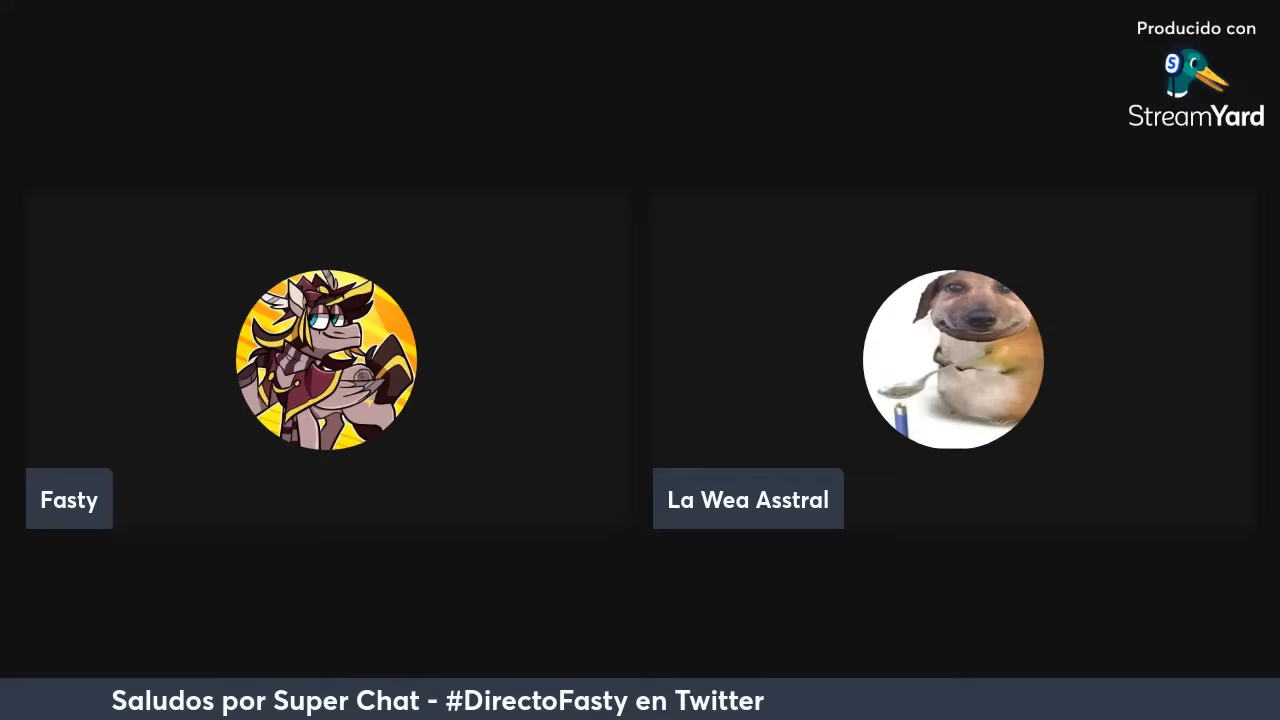 Producido con
S
StreamYard
Fasty
La Wea Asstral
Saludos por Super Chat - #DirectoFasty en Twitter